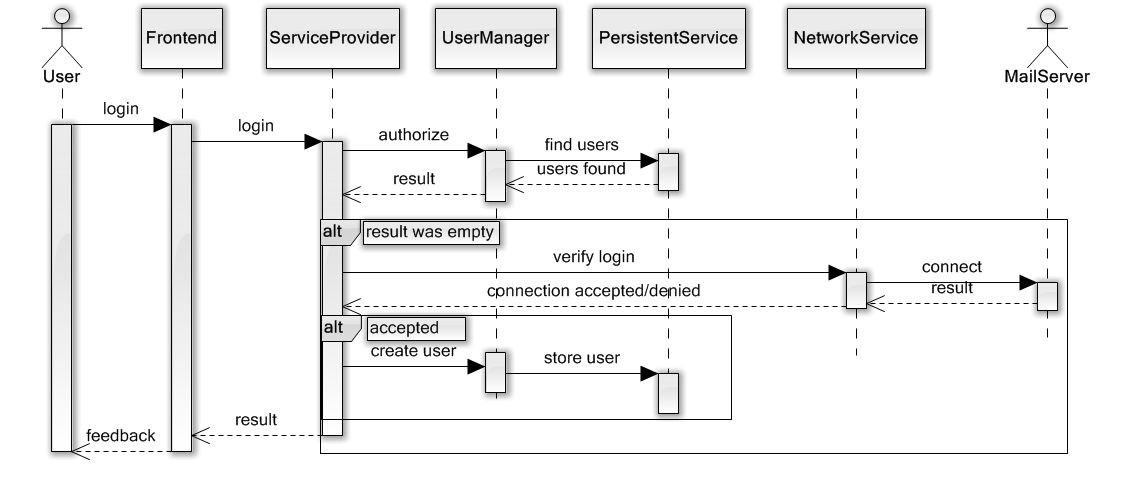 User
Frontend
ServiceProvider
UserManager
PersistentService
NetworkService
MailServer
login
login
authorize
find users
users found
result
alt
result was empty
verify login
connect
result
connection accepted/denied
alt
accepted
create user
store user
result
feedback